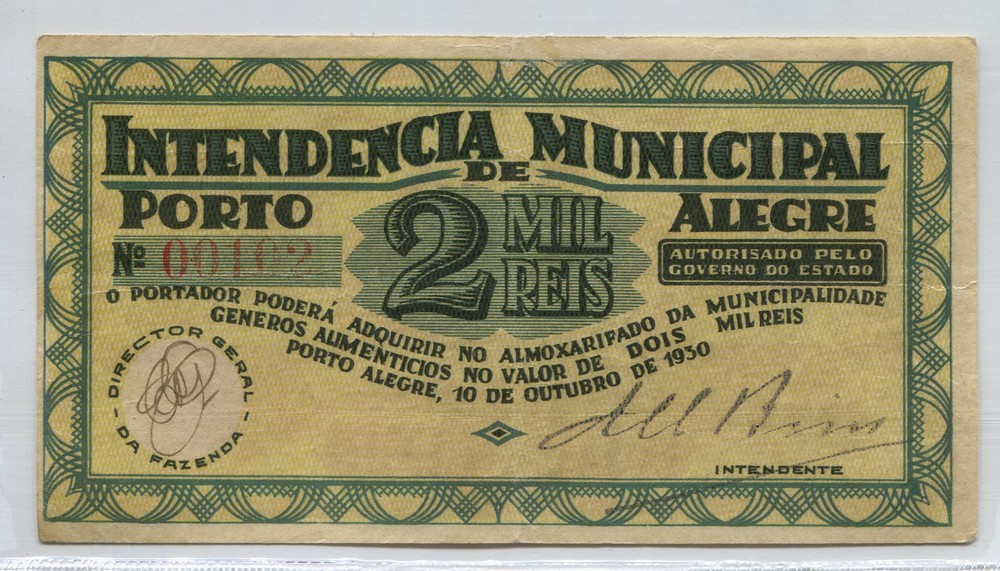 INTENDENCIA MUNICIPAL
DE
PORTO ALEGRE
2 MIL REIS
Nº 00102
AUTORISADO PELO
GOVERNO DO ESTADO
O PORTADOR PODERÁ ADQUIRIR NO ALMOXARIFADO DA MUNICIPALIDADE
GENEROS ALIMENTICIOS NO VALOR DE DOIS MIL REIS
PORTO ALEGRE, 10 DE OUTUBRO DE 1930
DIRECTOR GERAL
DA FAZENDA
INTENDENTE